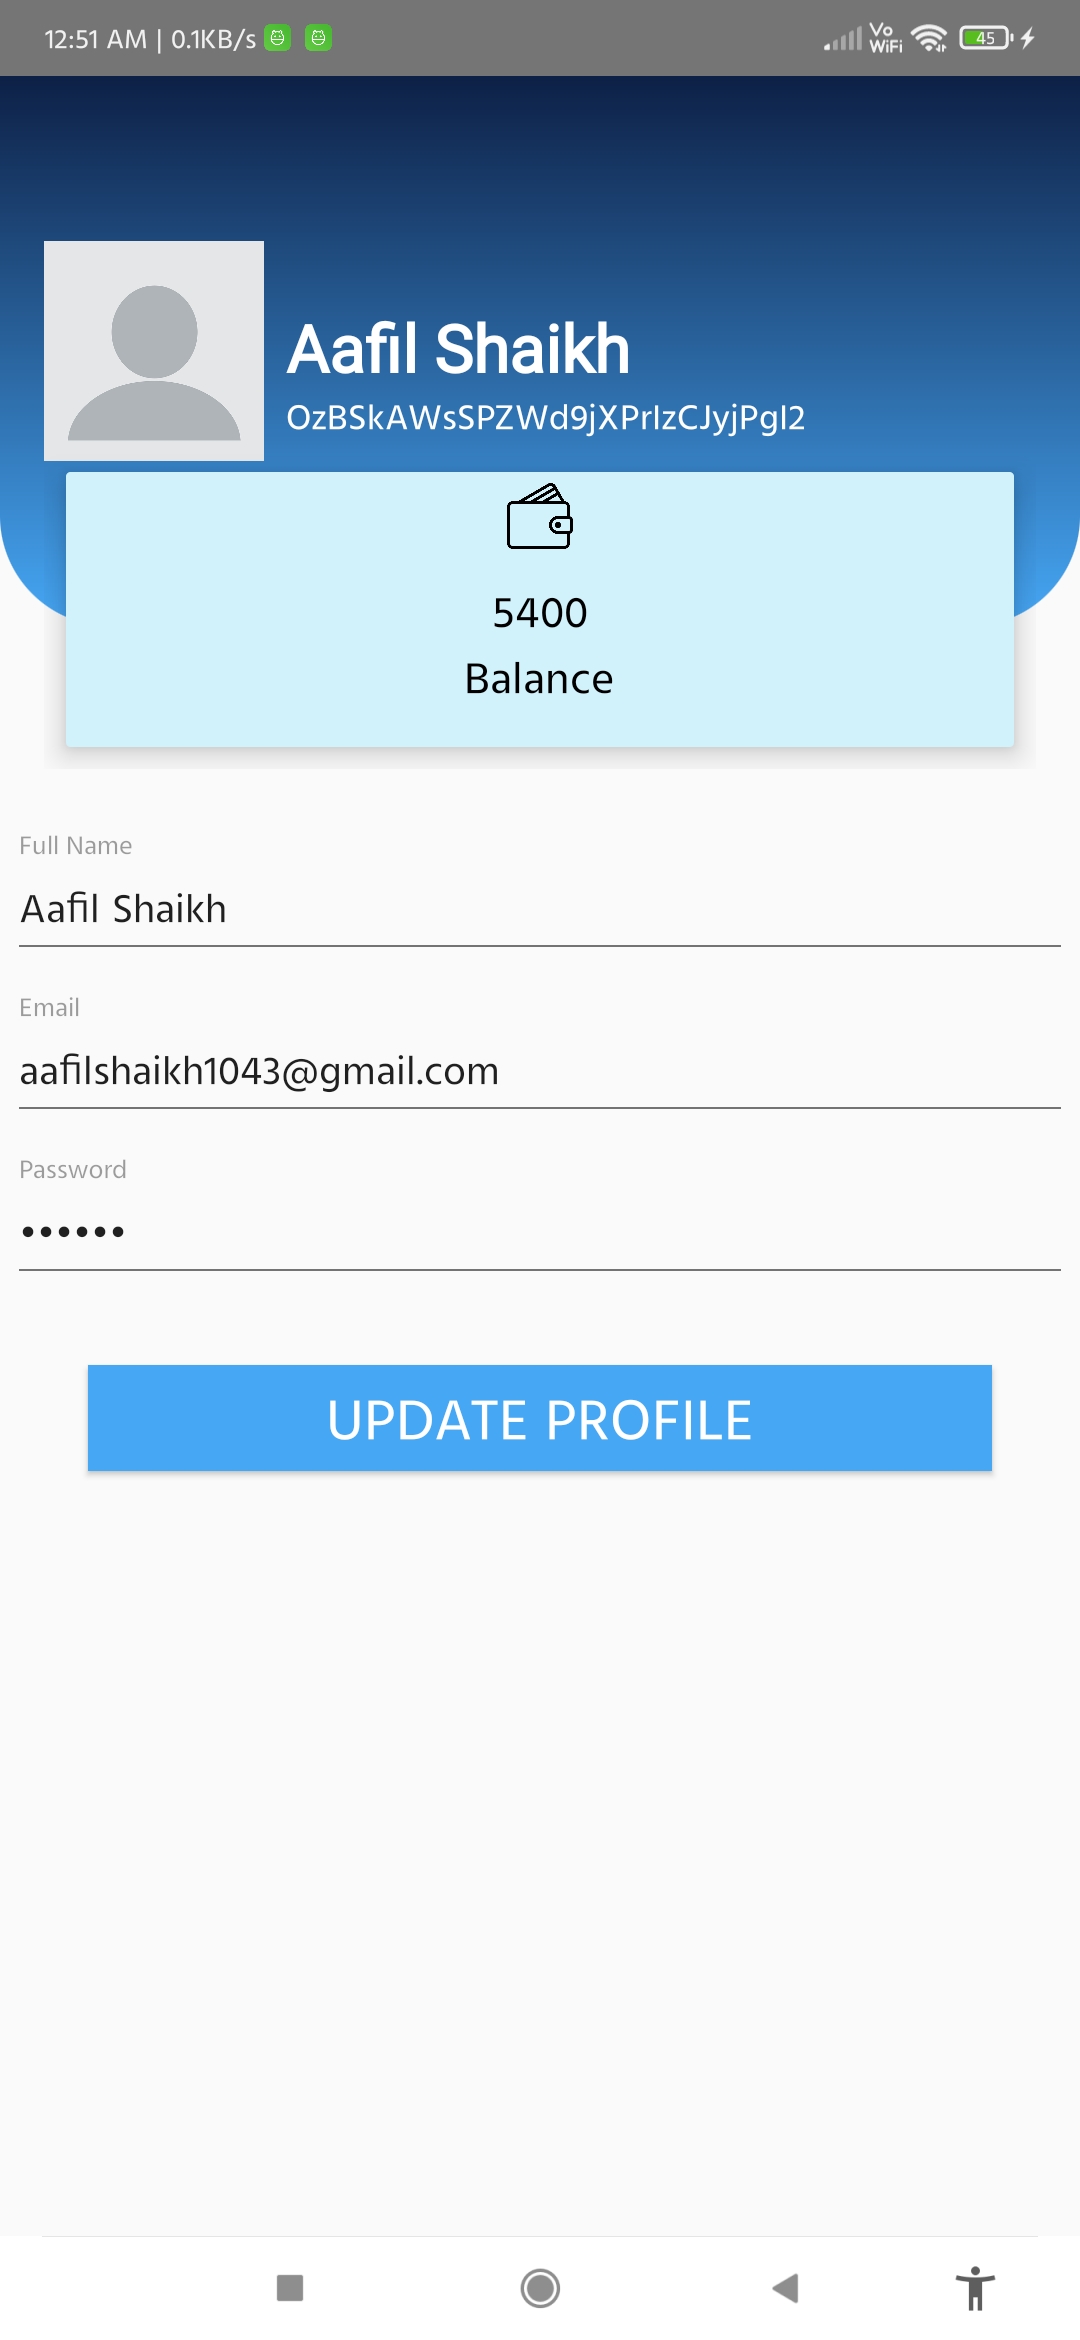 12:51 AM | 0.1KB/s
Vo
WiFi
45
Aafil Shaikh
OzBSkAWsSPZWd9jXPrIzCJyjPgI2
5400
Balance
Full Name
Aafil Shaikh
Email
aafilshaikh1043@gmail.com
Password
••••••
UPDATE PROFILE